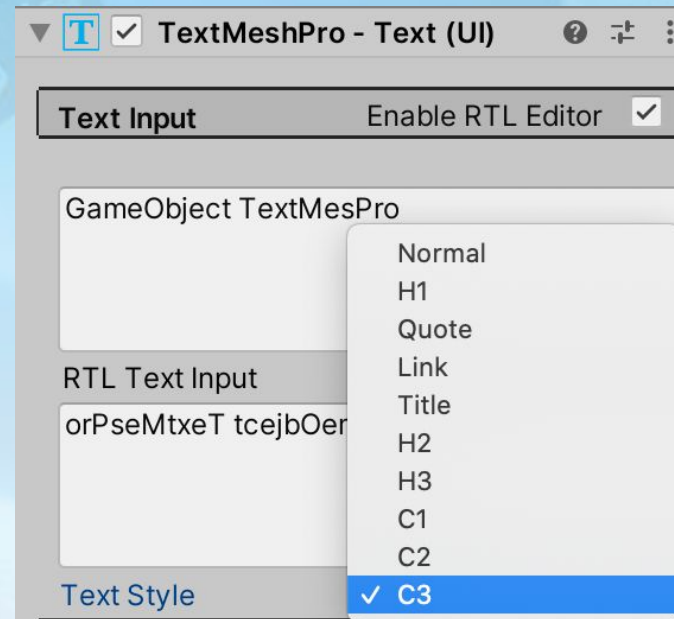 TextMeshPro - Text (UI)
Text Input Enable RTL Editor
GameObject TextMesPro
Normal
H1
Quote
Link
Title
H2
H3
C1
C2
C3
RTL Text Input
orPseMtxeT tcejbOe
Text Style